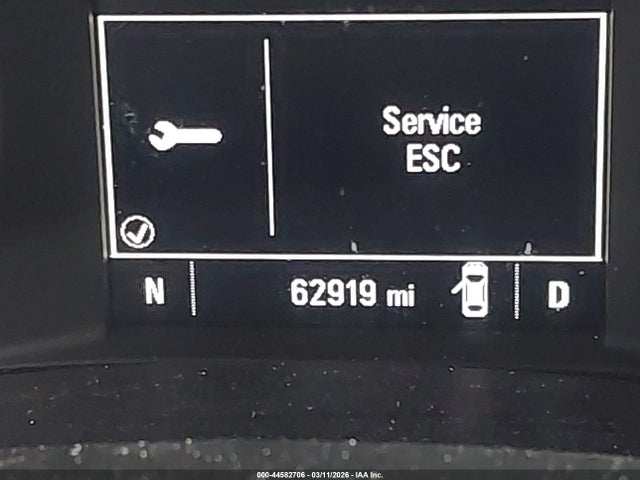 Service
ESC
N 62919 mi D
000-44582706 - 03/11/2026 - IAA Inc.